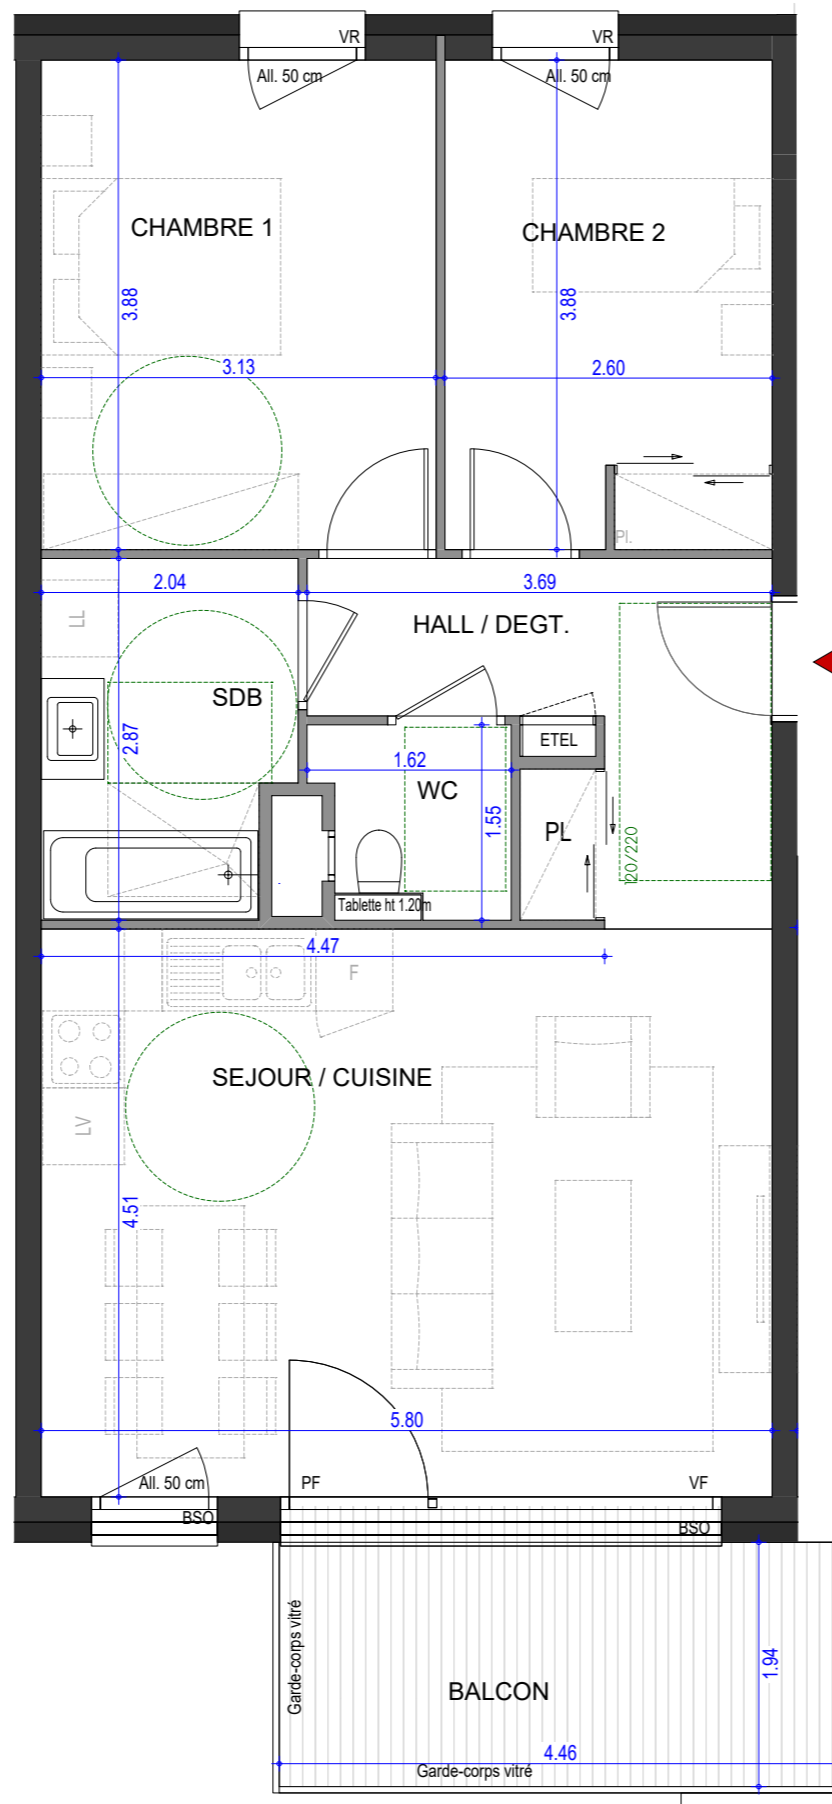 VR
VR
All. 50 cm
All. 50 cm
CHAMBRE 1
CHAMBRE 2
3.88
3.88
3.13
2.60
Pl.
2.04
3.69
LL
HALL / DEGT.
SDB
2.87
ETEL
1.62
WC
1.55
PL
120/220
Tablette ht 1.20m
4.47
F
SEJOUR / CUISINE
LV
4.51
5.80
All. 50 cm
PF
VF
BSO
BSO
Garde-corps vitré
1.94
BALCON
4.46
Garde-corps vitré